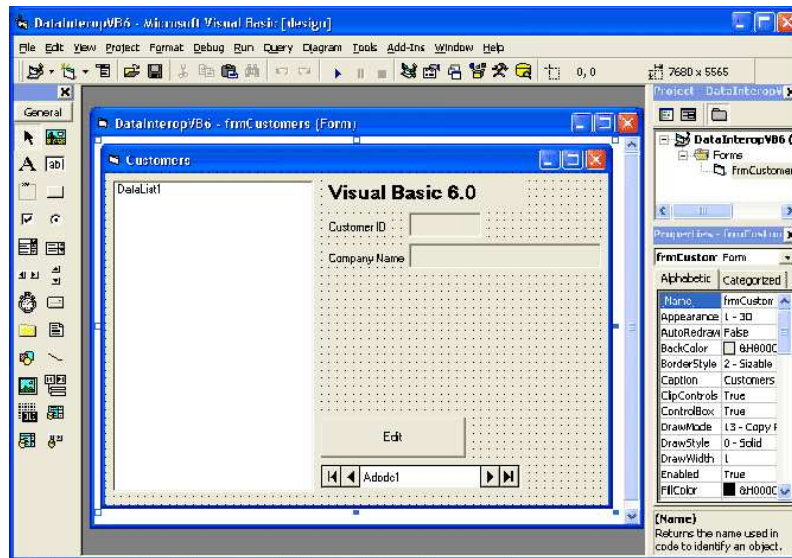 DataInteropVB6 - Microsoft Visual Basic [design]
File Edit View Project Format Debug Run Query Diagram Tools Add-Ins Window Help
0, 0
7680 x 5565
General
A
ab|
DataInteropVB6 - frmCustomers (Form)
Customers
DataList1
Visual Basic 6.0
Customer ID
Company Name
Edit
Adodc1
Project - DataInteropV
DataInteropVB6 (
Forms
FrmCustomer
Properties - frmCustom
frmCustom Form
Alphabetic Categorized
(Name) frmCustom
Appearance 1 - 3D
AutoRedraw False
BackColor &H800C
BorderStyle 2 - Sizable
Caption Customers
ClipControls True
ControlBox True
DrawMode 13 - Copy P
DrawStyle 0 - Solid
DrawWidth 1
Enabled True
FillColor &H000C
(Name)
Returns the name used in
code to identify an object.